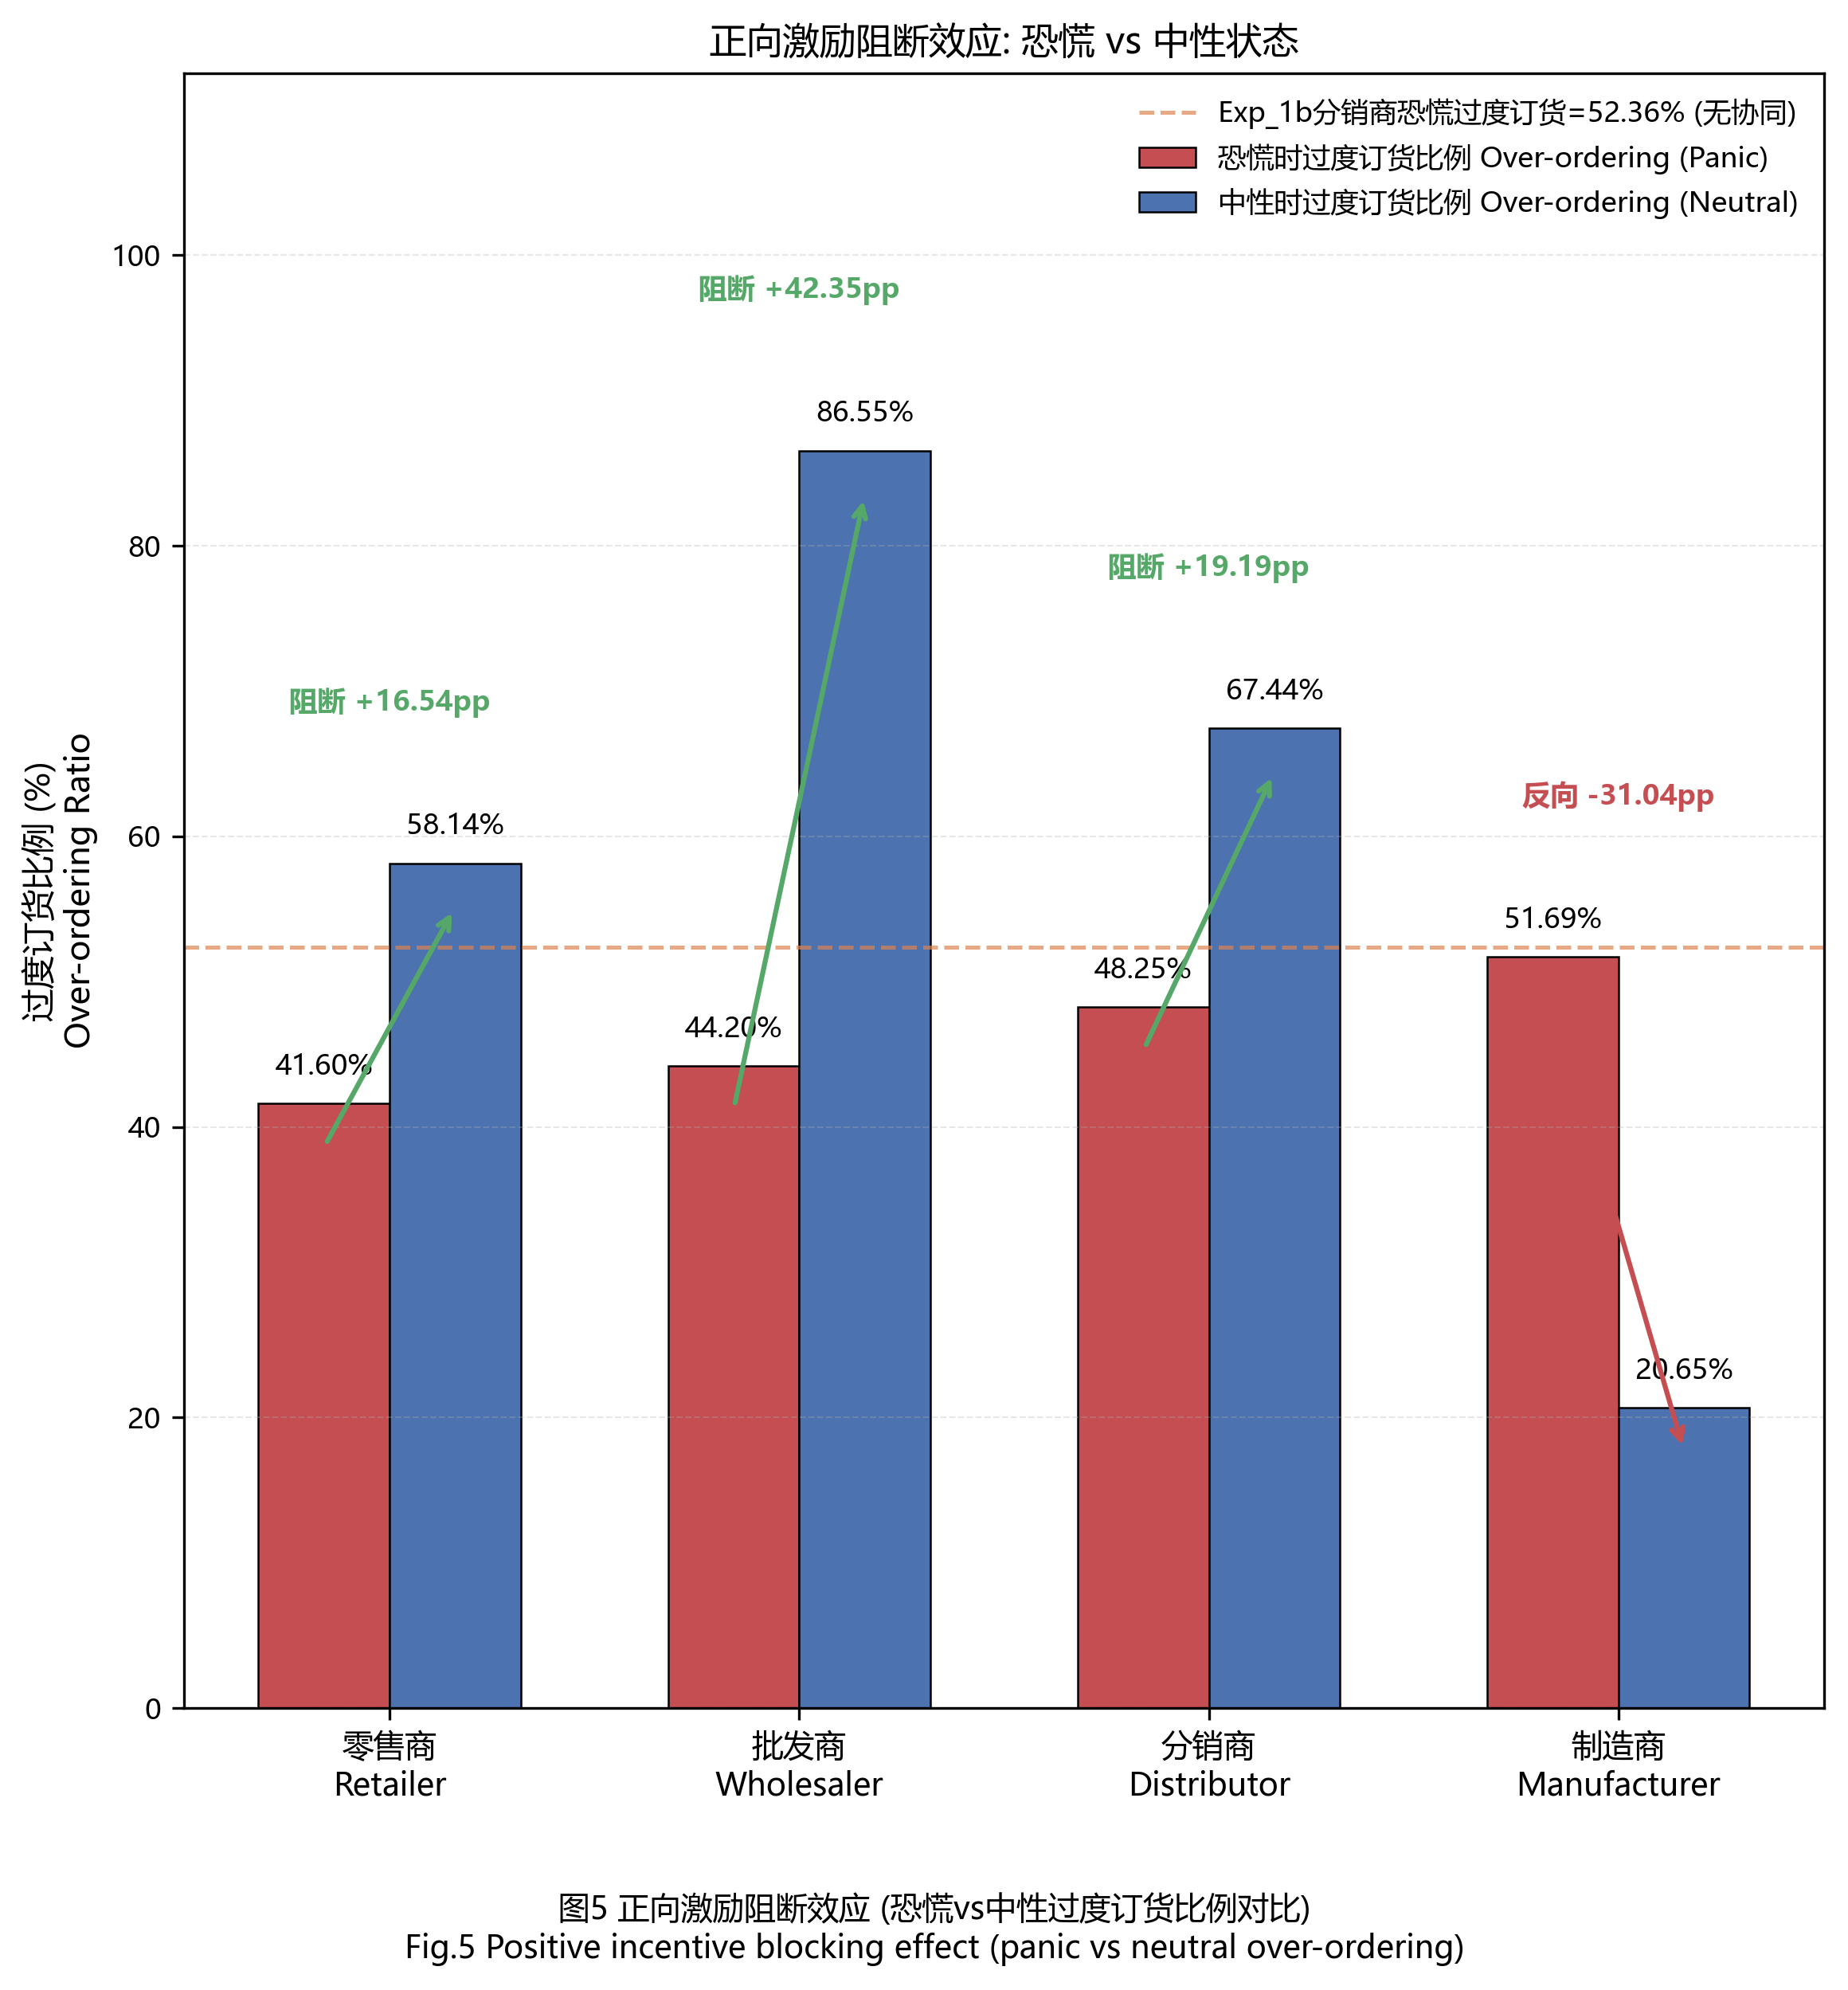 正向激励阻断效应: 恐慌 vs 中性状态
Exp_1b分销商恐慌过度订货=52.36% (无协同)
恐慌时过度订货比例 Over-ordering (Panic)
中性时过度订货比例 Over-ordering (Neutral)
过度订货比例 (%)
Over-ordering Ratio
100
80
60
40
20
0
阻断 +16.54pp
阻断 +42.35pp
阻断 +19.19pp
反向 -31.04pp
41.60%
58.14%
44.20%
86.55%
48.25%
67.44%
51.69%
20.65%
零售商
Retailer
批发商
Wholesaler
分销商
Distributor
制造商
Manufacturer
图5 正向激励阻断效应 (恐慌vs中性过度订货比例对比)
Fig.5 Positive incentive blocking effect (panic vs neutral over-ordering)